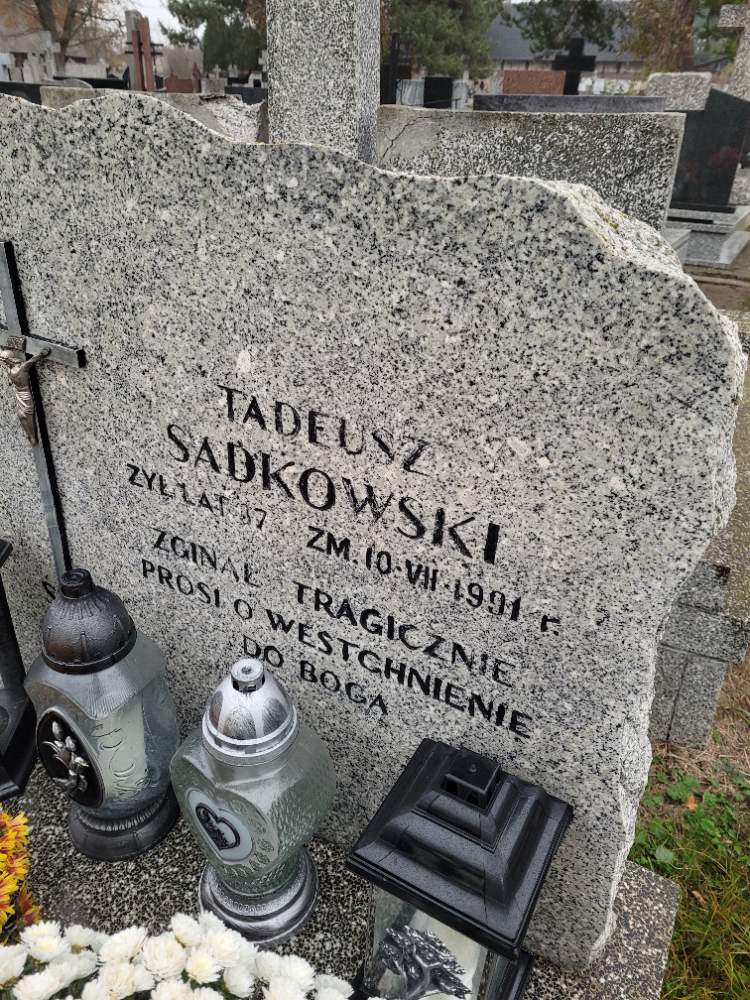 TADEUSZ
SADKOWSKI
ŻYŁ LAT 37 ZM. 10·VII·1991 r.
ZGINĄŁ TRAGICZNIE
PROSI O WESTCHNIENIE
DO BOGA